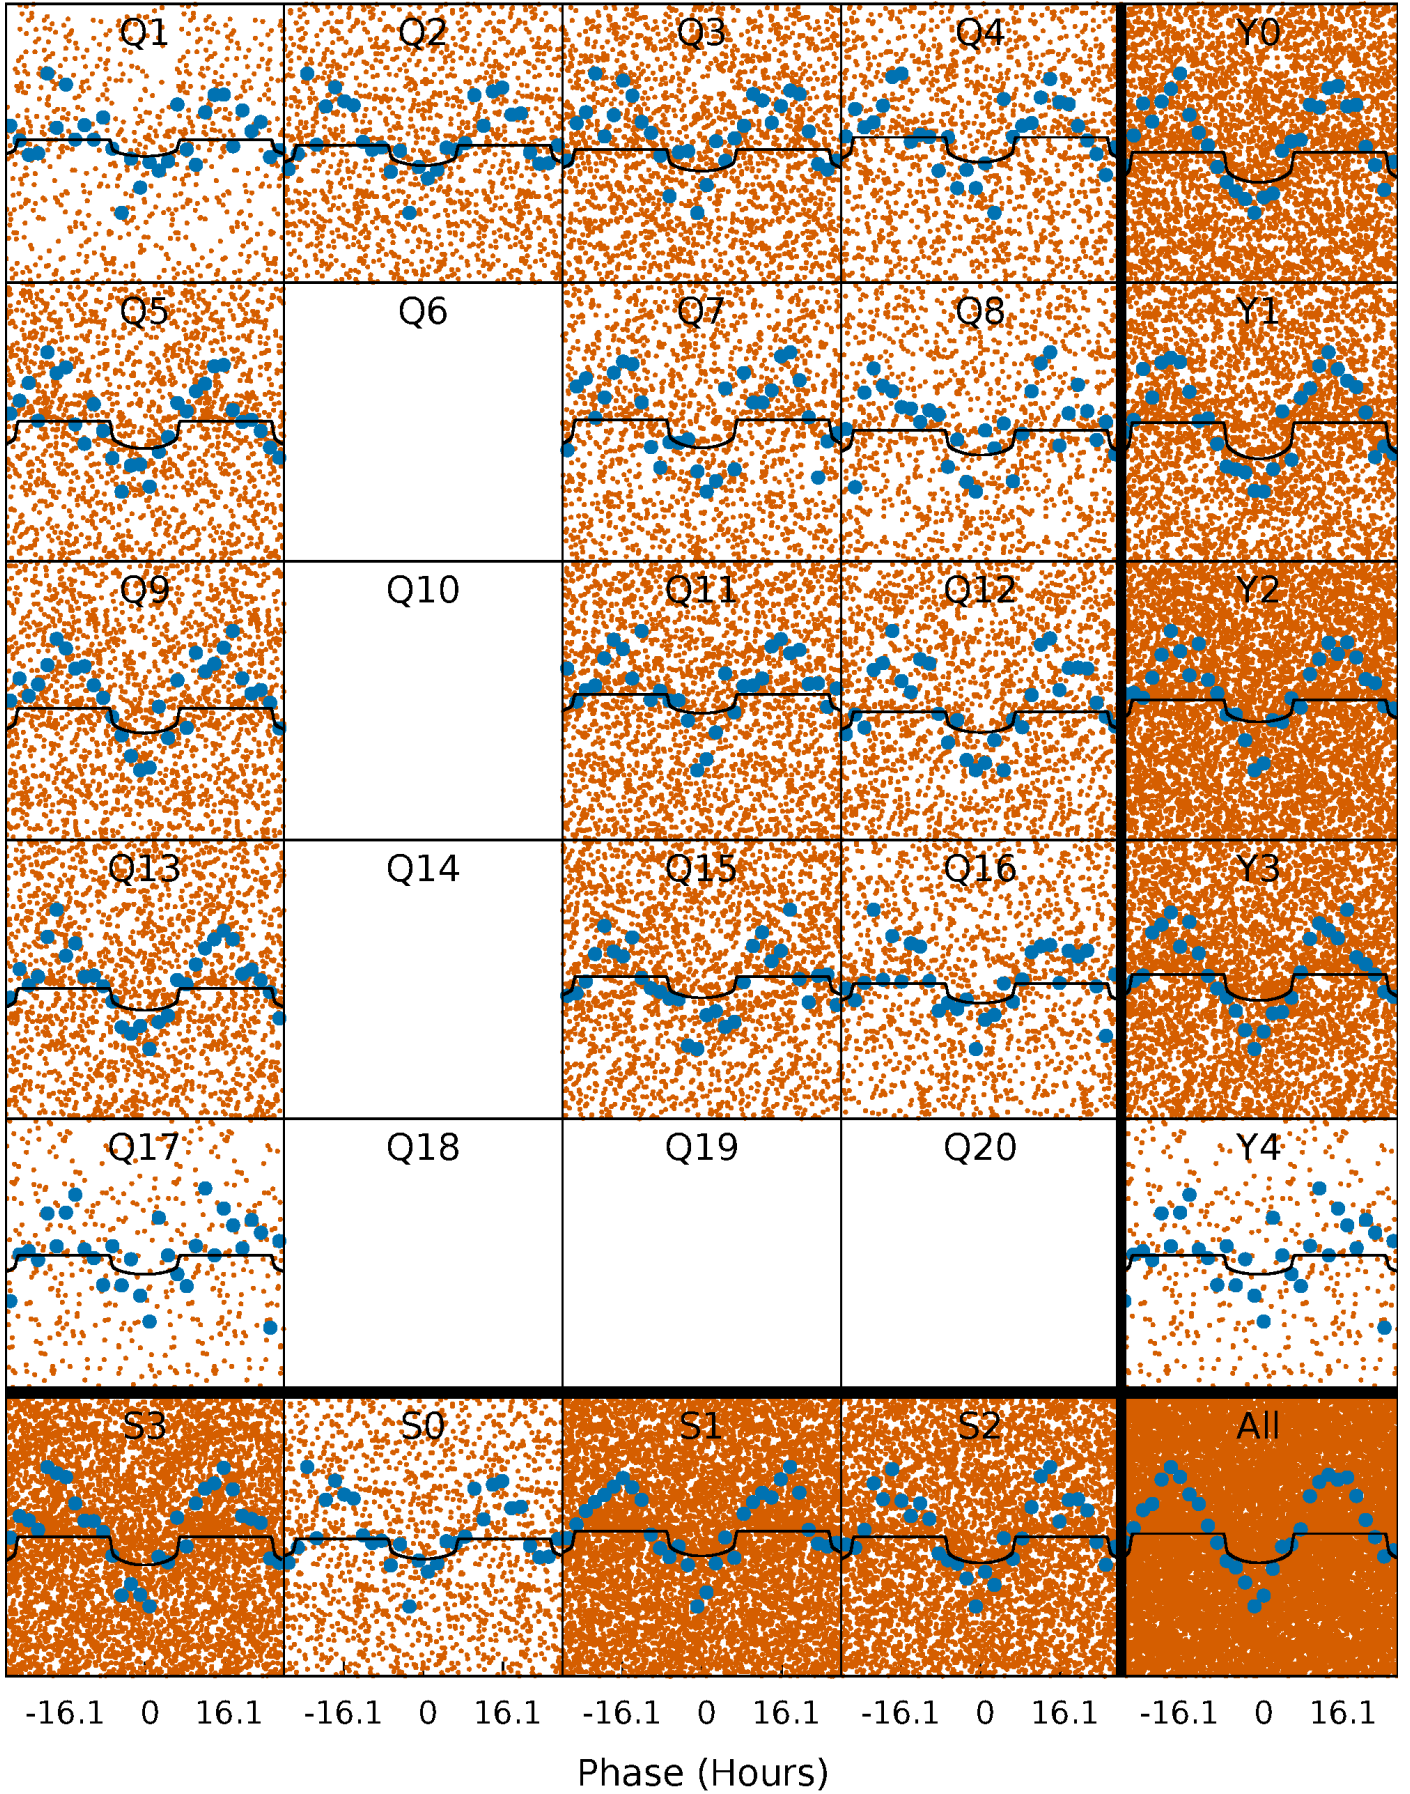 Q1 Q2 Q3 Q4 Y0
Q5 Q6 Q7 Q8 Y1
Q9 Q10 Q11 Q12 Y2
Q13 Q14 Q15 Q16 Y3
Q17 Q18 Q19 Q20 Y4
S3 S0 S1 S2 All
-16.1 0 16.1 -16.1 0 16.1 -16.1 0 16.1 -16.1 0 16.1 -16.1 0 16.1
Phase (Hours)